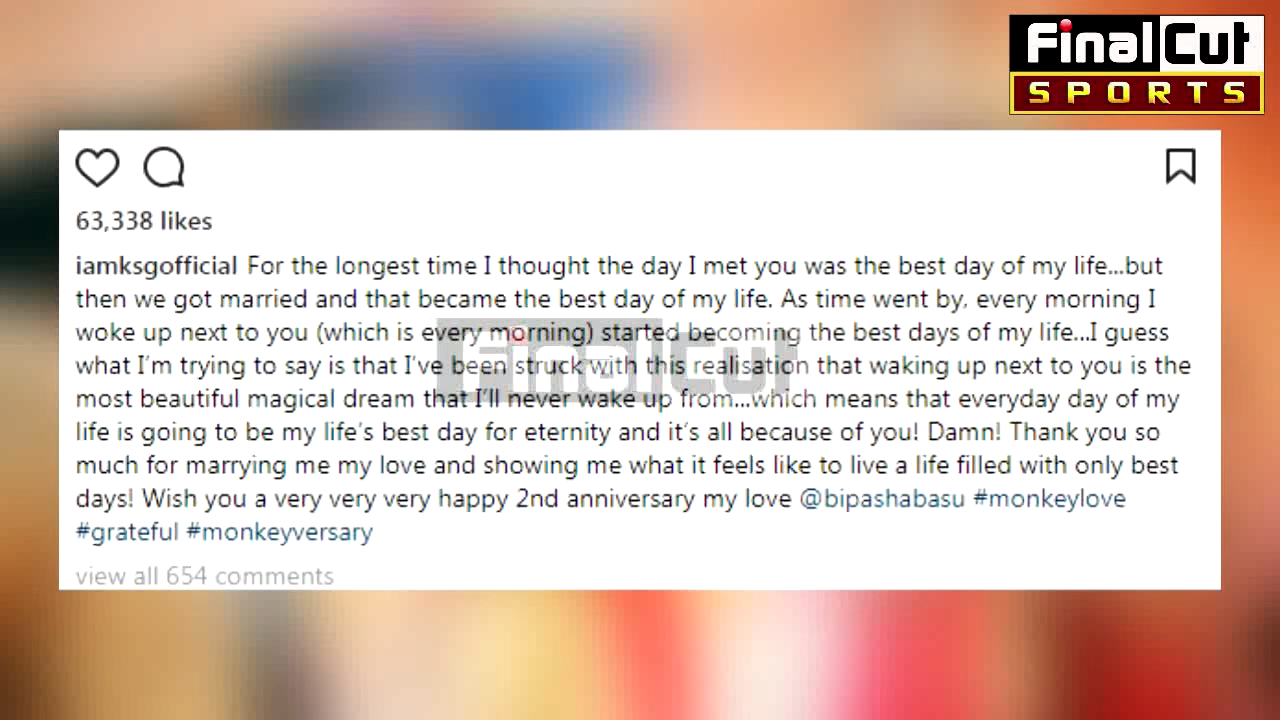 Final Cut
SPORTS
63,338 likes
iamksgofficial For the longest time I thought the day I met you was the best day of my life...but
then we got married and that became the best day of my life. As time went by, every morning I
woke up next to you (which is every morning) started becoming the best days of my life...I guess
what I'm trying to say is that I've been struck with this realisation that waking up next to you is the
most beautiful magical dream that I'll never wake up from...which means that everyday day of my
life is going to be my life's best day for eternity and it's all because of you! Damn! Thank you so
much for marrying me my love and showing me what it feels like to live a life filled with only best
days! Wish you a very very very happy 2nd anniversary my love @bipashabasu #monkeylove
#grateful #monkeyversary
view all 654 comments
Final Cut